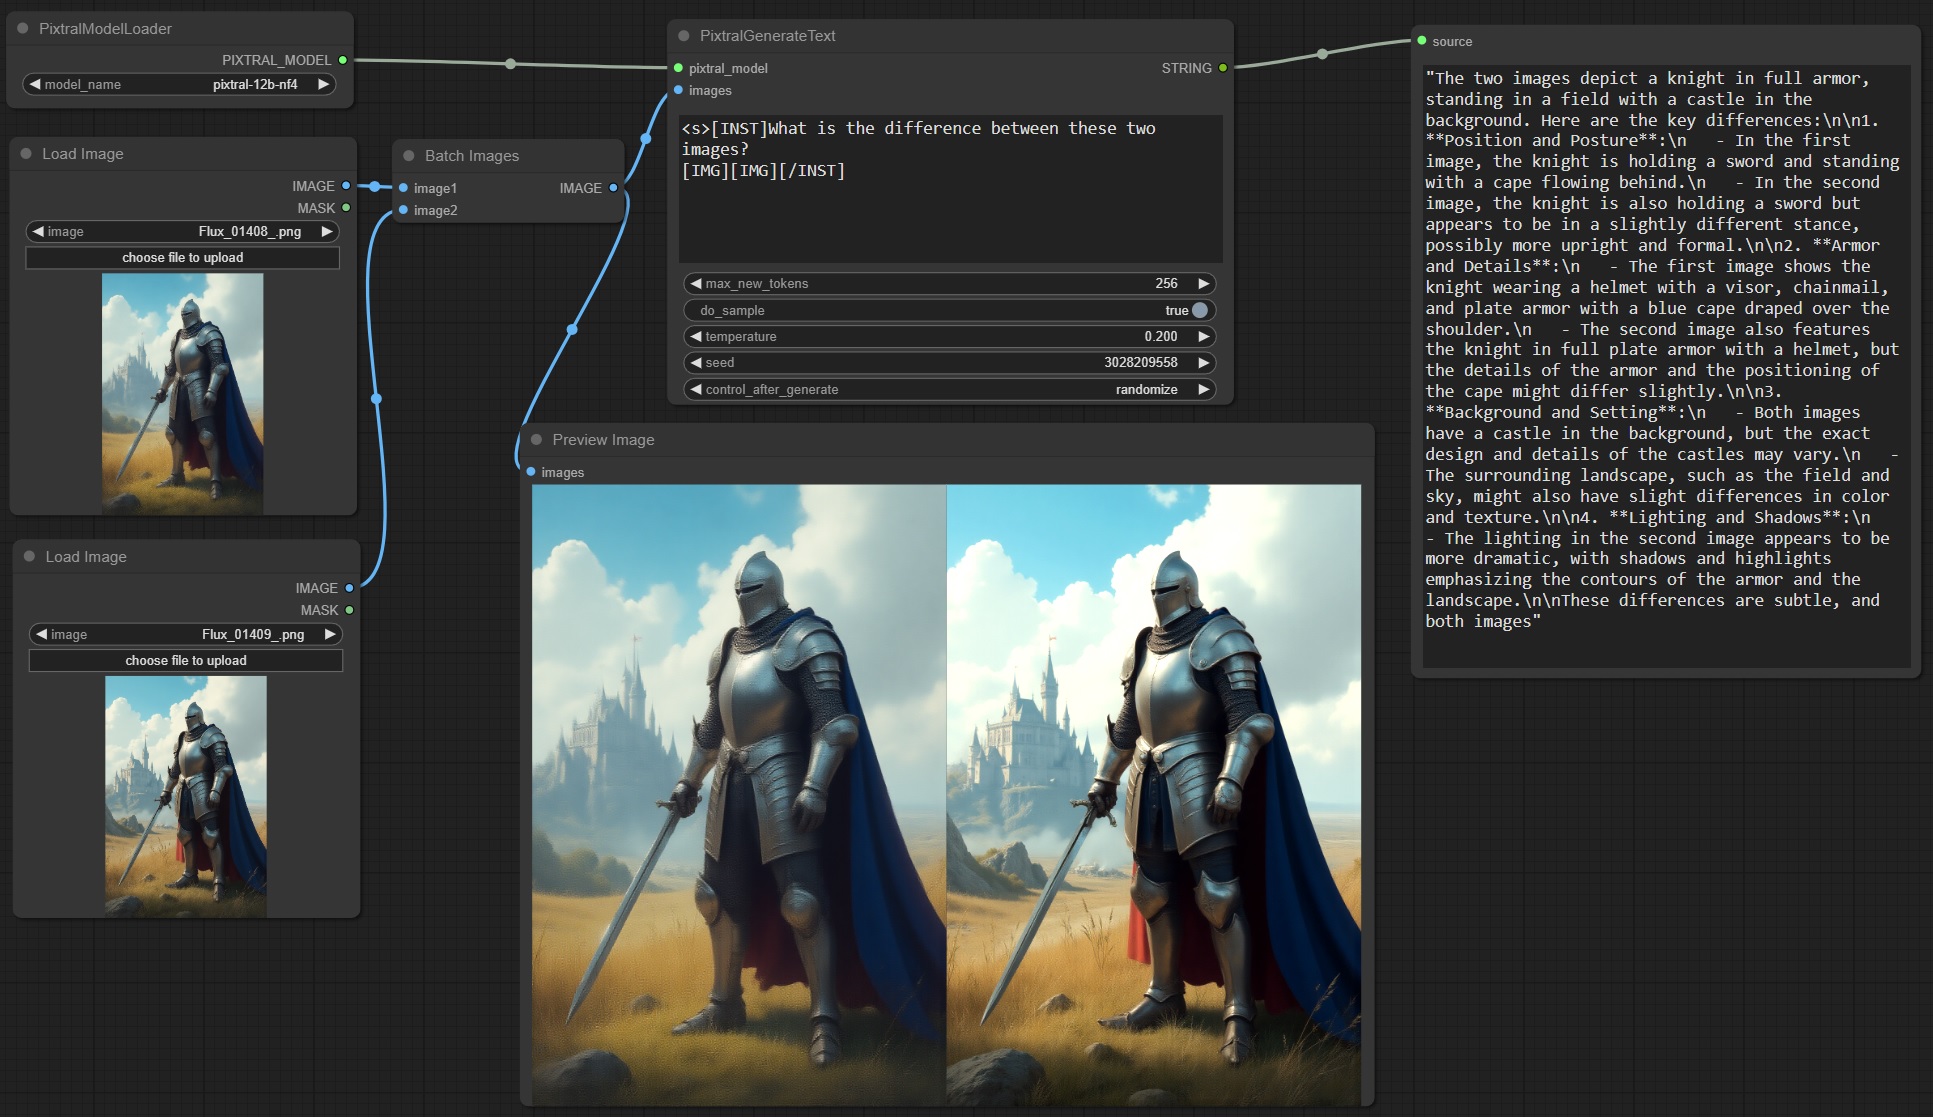 PixtralModelLoader
PIXTRAL_MODEL
model_name pixtral-12b-nf4
Load Image
IMAGE
MASK
image Flux_01408_.png
choose file to upload
Load Image
IMAGE
MASK
image Flux_01409_.png
choose file to upload
Batch Images
image1 IMAGE
image2
PixtralGenerateText
pixtral_model STRING
images
<s>[INST]What is the difference between these two
images?
[IMG][IMG][/INST]
max_new_tokens 256
do_sample true
temperature 0.200
seed 3028209558
control_after_generate randomize
Preview Image
images
source
"The two images depict a knight in full armor,
standing in a field with a castle in the
background. Here are the key differences:\n\n1.
**Position and Posture**:\n   - In the first
image, the knight is holding a sword and standing
with a cape flowing behind.\n   - In the second
image, the knight is also holding a sword but
appears to be in a slightly different stance,
possibly more upright and formal.\n\n2. **Armor
and Details**:\n   - The first image shows the
knight wearing a helmet with a visor, chainmail,
and plate armor with a blue cape draped over the
shoulder.\n   - The second image also features
the knight in full plate armor with a helmet, but
the details of the armor and the positioning of
the cape might differ slightly.\n\n3.
**Background and Setting**:\n   - Both images
have a castle in the background, but the exact
design and details of the castles may vary.\n   -
The surrounding landscape, such as the field and
sky, might also have slight differences in color
and texture.\n\n4. **Lighting and Shadows**:\n
- The lighting in the second image appears to be
more dramatic, with shadows and highlights
emphasizing the contours of the armor and the
landscape.\n\nThese differences are subtle, and
both images"